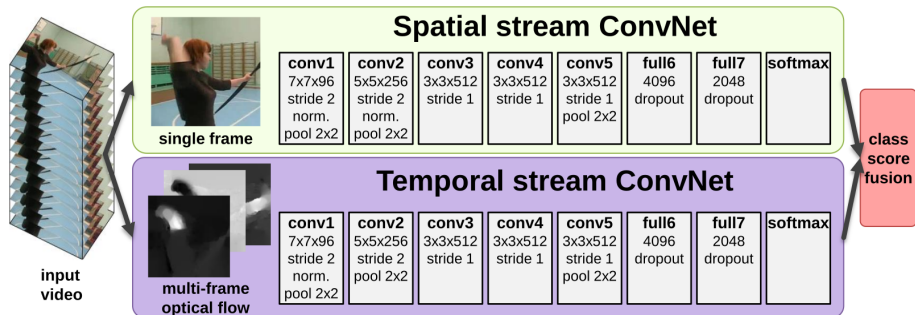 Spatial stream ConvNet
conv1
7x7x96
stride 2
norm.
pool 2x2
conv2
5x5x256
stride 2
norm.
pool 2x2
conv3
3x3x512
stride 1
conv4
3x3x512
stride 1
conv5
3x3x512
stride 1
pool 2x2
full6
4096
dropout
full7
2048
dropout
softmax
single frame
Temporal stream ConvNet
conv1
7x7x96
stride 2
norm.
pool 2x2
conv2
5x5x256
stride 2
pool 2x2
conv3
3x3x512
stride 1
conv4
3x3x512
stride 1
conv5
3x3x512
stride 1
pool 2x2
full6
4096
dropout
full7
2048
dropout
softmax
multi-frame
optical flow
input
video
class
score
fusion